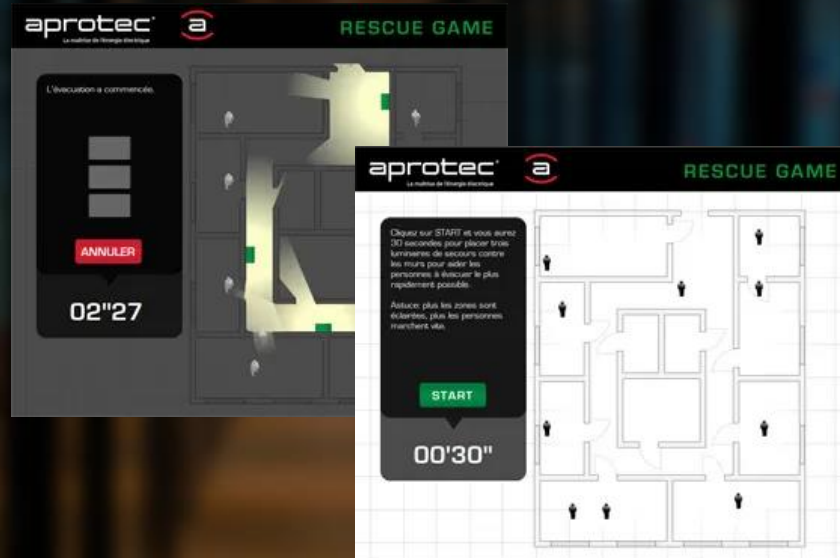 aprotec
La maîtrise de l'énergie électrique
a
RESCUE GAME
L'évacuation a commencée.
ANNULER
02"27
aprotec
La maîtrise de l'énergie électrique
a
RESCUE GAME
Cliquez sur START et vous aurez
30 secondes pour placer trois
luminaires de secours contre
les murs pour aider les
personnes à évacuer le plus
rapidement possible.
Astuce: plus les zones sont
éclairées, plus les personnes
marchent vite.
START
00'30"